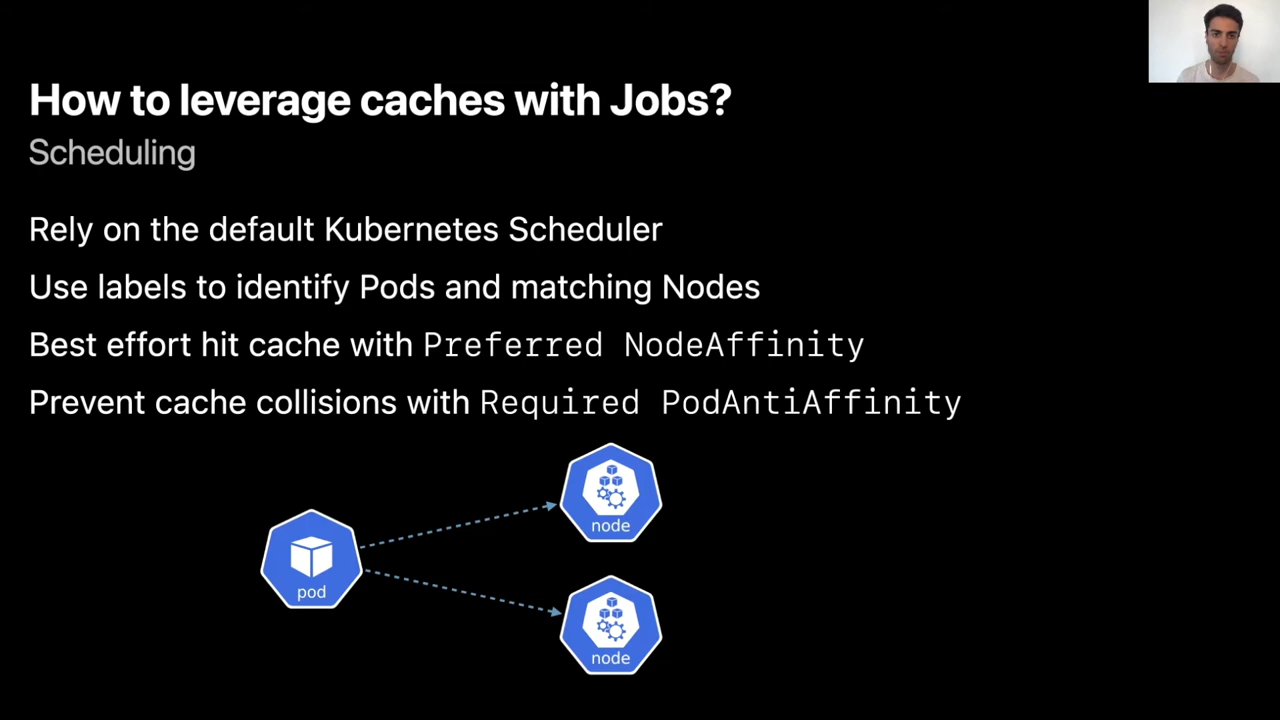 How to leverage caches with Jobs?
Scheduling
Rely on the default Kubernetes Scheduler
Use labels to identify Pods and matching Nodes
Best effort hit cache with Preferred NodeAffinity
Prevent cache collisions with Required PodAntiAffinity
node
pod
node